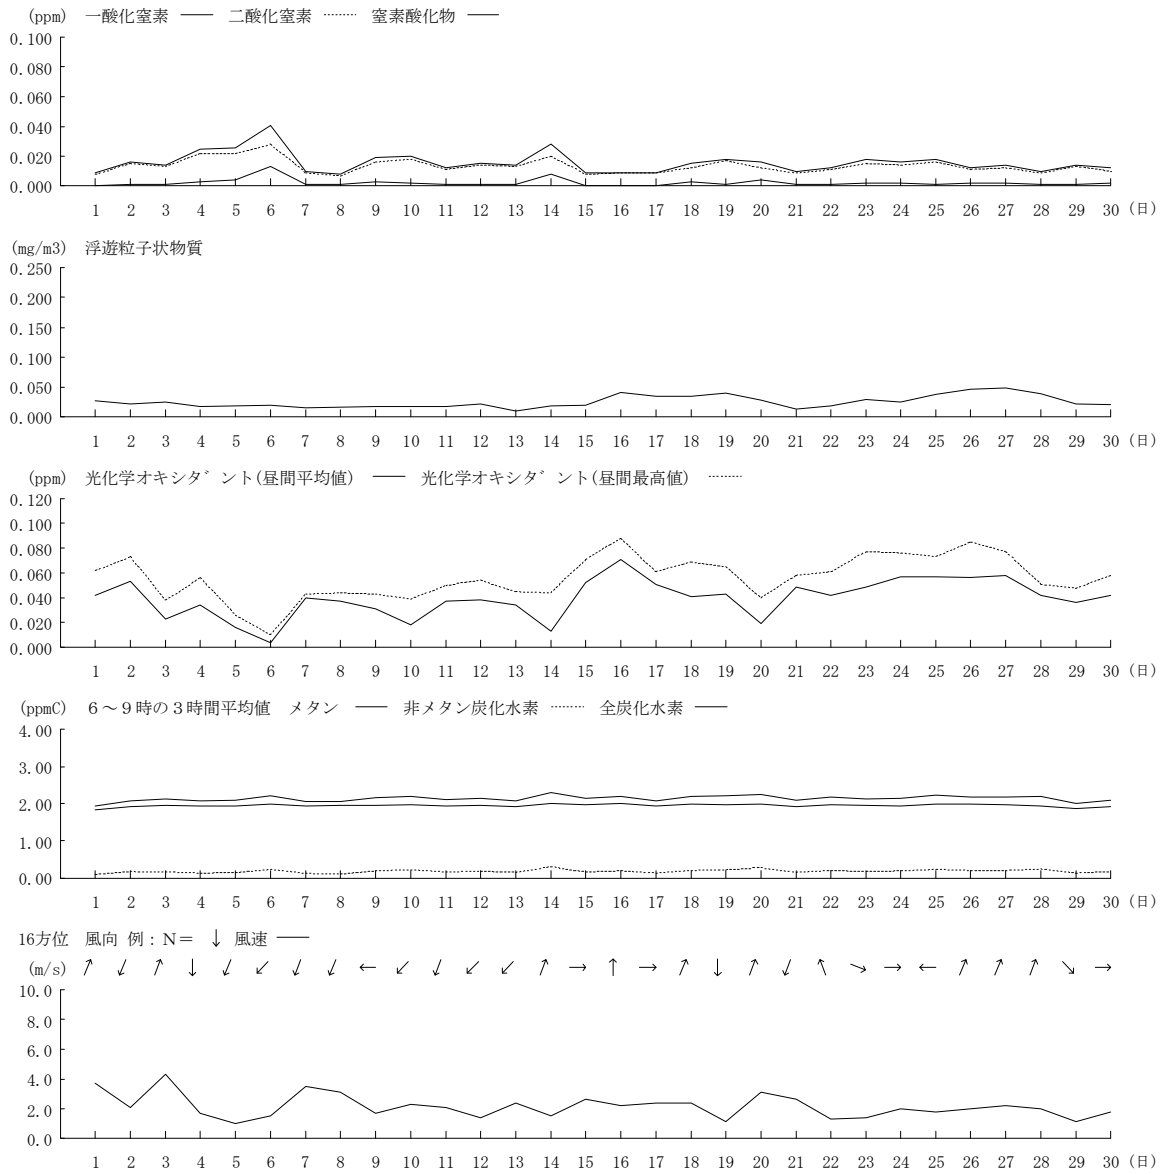 (ppm) 一酸化窒素 二酸化窒素 窒素酸化物
0.100
0.080
0.060
0.040
0.020
0.000
1 2 3 4 5 6 7 8 9 10 11 12 13 14 15 16 17 18 19 20 21 22 23 24 25 26 27 28 29 30 (日)
(mg/m3) 浮遊粒子状物質
0.250
0.200
0.150
0.100
0.050
0.000
1 2 3 4 5 6 7 8 9 10 11 12 13 14 15 16 17 18 19 20 21 22 23 24 25 26 27 28 29 30 (日)
(ppm) 光化学オキシタ゛ント(昼間平均値) 光化学オキシタ゛ント(昼間最高値)
0.120
0.100
0.080
0.060
0.040
0.020
0.000
1 2 3 4 5 6 7 8 9 10 11 12 13 14 15 16 17 18 19 20 21 22 23 24 25 26 27 28 29 30 (日)
(ppmC) 6～9時の3時間平均値 メタン 非メタン炭化水素 全炭化水素
4.00
3.00
2.00
1.00
0.00
1 2 3 4 5 6 7 8 9 10 11 12 13 14 15 16 17 18 19 20 21 22 23 24 25 26 27 28 29 30 (日)
16方位 風向 例：N＝ ↓ 風速
(m/s) ↗ ↙ ↗ ↓ ↙ ↙ ↙ ↙ ← ↙ ↙ ↙ ↙ ↗ → ↑ → ↗ ↓ ↗ ↙ ↖ ↘ → ← ↗ ↗ ↗ ↘ →
10.0
8.0
6.0
4.0
2.0
0.0
1 2 3 4 5 6 7 8 9 10 11 12 13 14 15 16 17 18 19 20 21 22 23 24 25 26 27 28 29 30 (日)